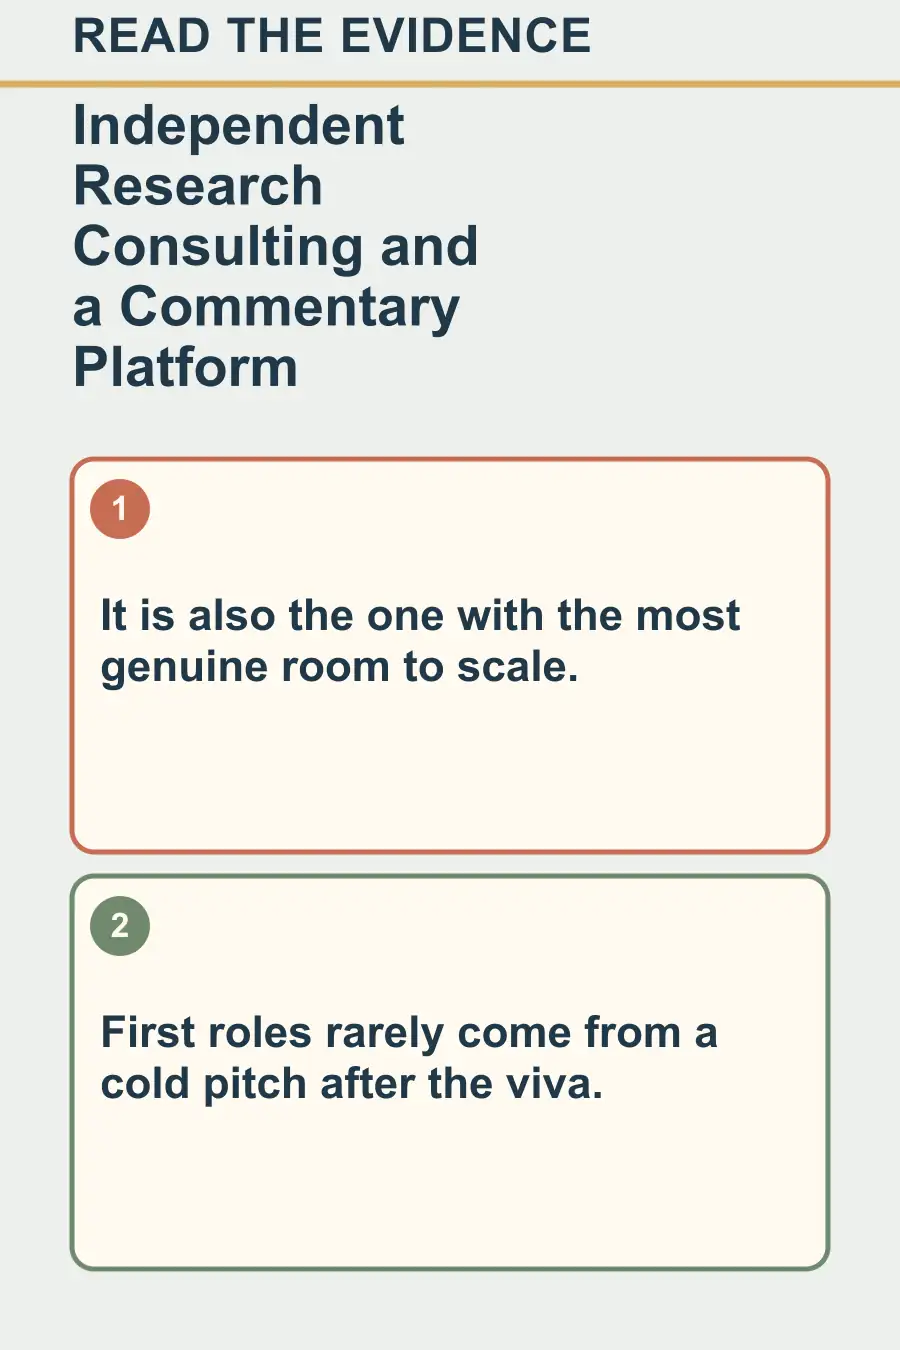 READ THE EVIDENCE
Independent
Research
Consulting and
a Commentary
Platform
1
It is also the one with the most
genuine room to scale.
2
First roles rarely come from a
cold pitch after the viva.